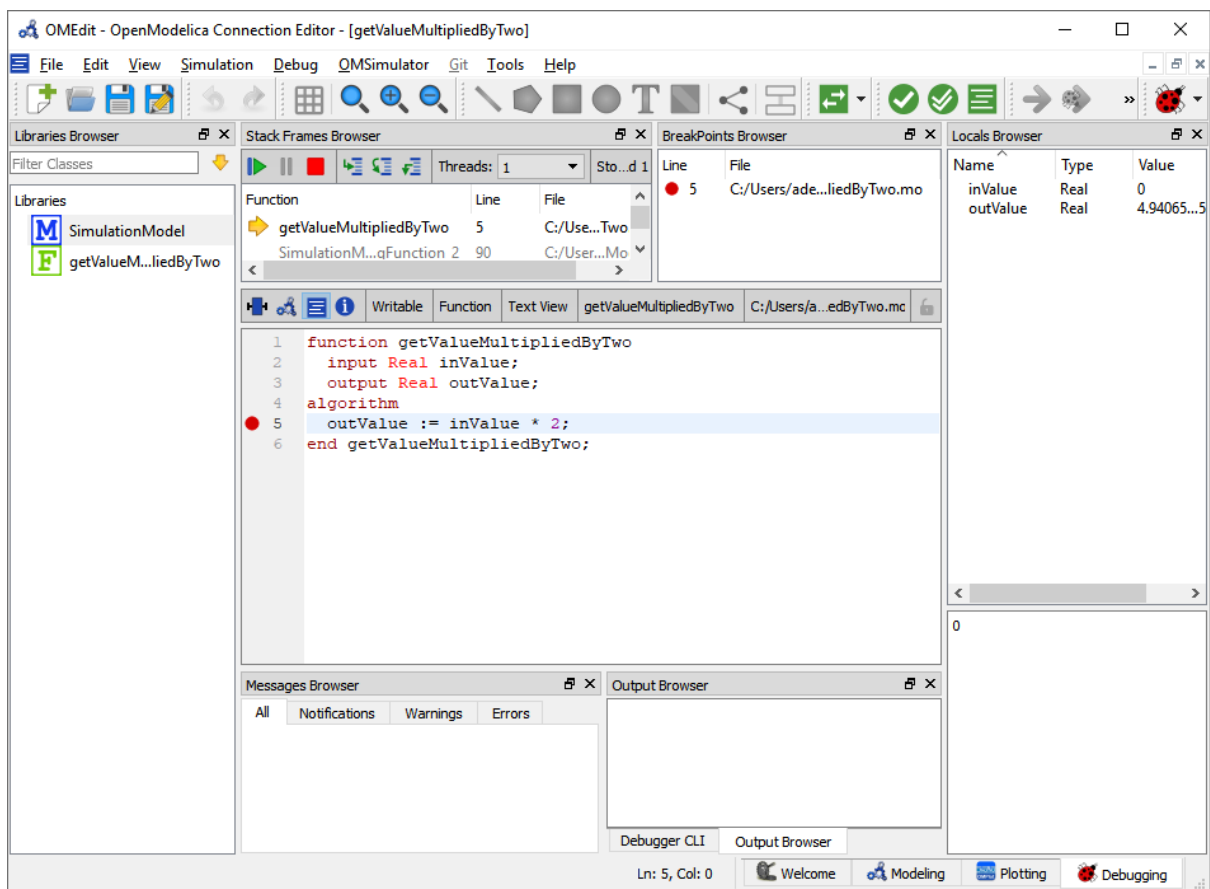 OMEdit - OpenModelica Connection Editor - [getValueMultipliedByTwo]
File Edit View Simulation Debug OMSimulator Git Tools Help
T »
Libraries Browser
Filter Classes
Libraries
M SimulationModel
F getValueM...liedByTwo
Stack Frames Browser
Threads: 1 Sto...d 1
Function Line File
getValueMultipliedByTwo 5 C:/Use...Two
SimulationM...qFunction_2 90 C:/User...Mo
BreakPoints Browser
Line File
5 C:/Users/ade...liedByTwo.mo
Locals Browser
Name Type Value
inValue Real 0
outValue Real 4.94065...5
0
Writable Function Text View getValueMultipliedByTwo C:/Users/a...edByTwo.mo
1 function getValueMultipliedByTwo
2 input Real inValue;
3 output Real outValue;
4 algorithm
5 outValue := inValue * 2;
6 end getValueMultipliedByTwo;
Messages Browser
All Notifications Warnings Errors
Output Browser
Debugger CLI Output Browser
Ln: 5, Col: 0 Welcome Modeling Plotting Debugging